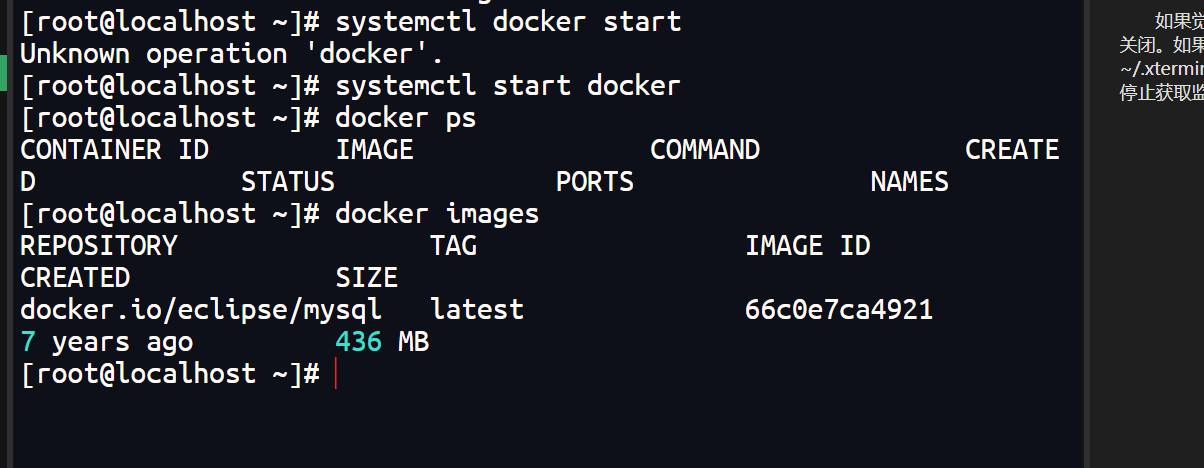 [root@localhost ~]# systemctl docker start
Unknown operation 'docker'.
[root@localhost ~]# systemctl start docker
[root@localhost ~]# docker ps
CONTAINER ID        IMAGE               COMMAND             CREATE
D             STATUS              PORTS               NAMES
[root@localhost ~]# docker images
REPOSITORY                TAG                 IMAGE ID
CREATED             SIZE
docker.io/eclipse/mysql   latest              66c0e7ca4921
7 years ago         436 MB
[root@localhost ~]#
如果觉
关闭。如果
~/.xtermin
停止获取监